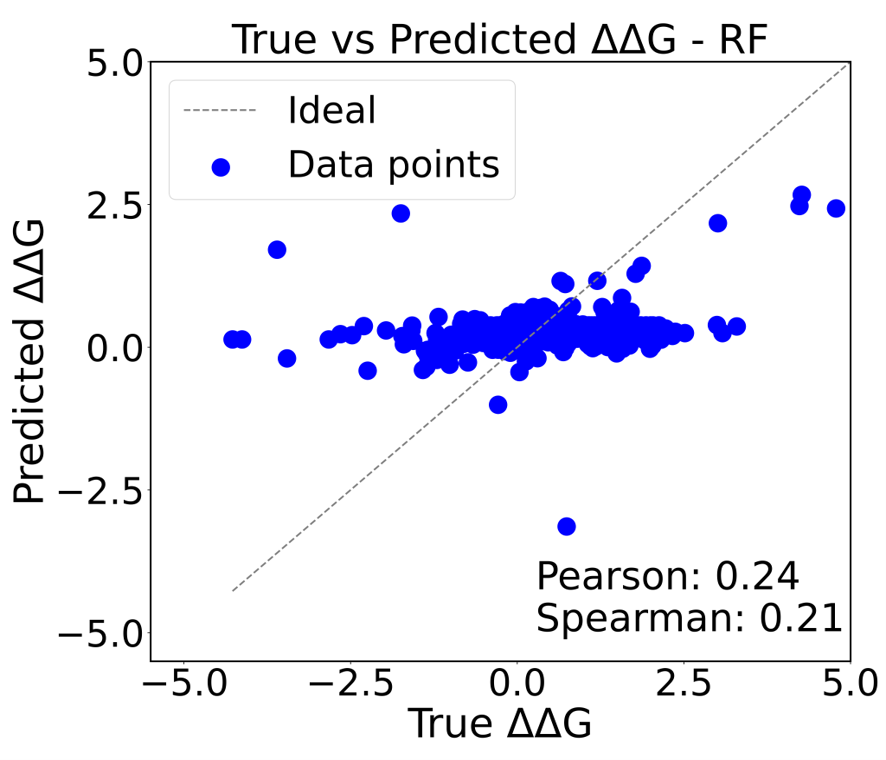 True vs Predicted ΔΔG - RF
Ideal
Data points
5.0
2.5
0.0
−2.5
−5.0
Predicted ΔΔG
Pearson: 0.24
Spearman: 0.21
−5.0
−2.5
0.0
2.5
5.0
True ΔΔG